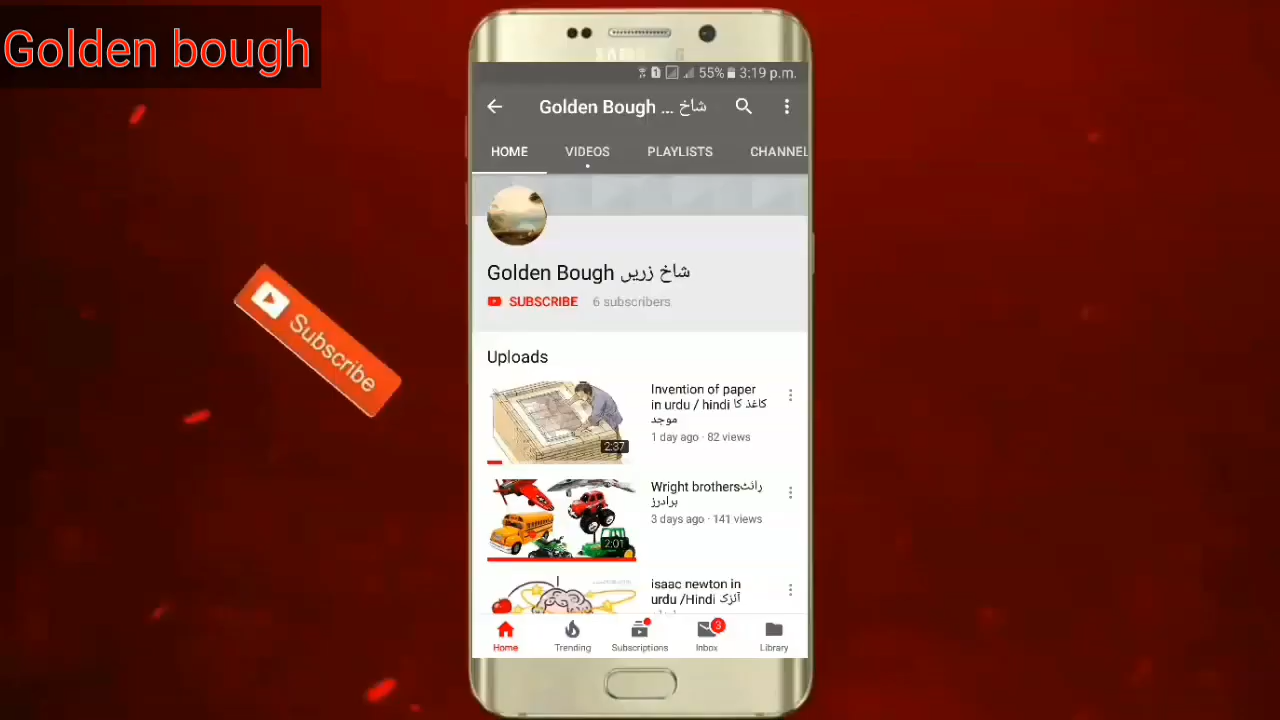 Golden bough
55% 3:19 p.m.
Golden Bough ... شاخ
HOME VIDEOS PLAYLISTS CHANNEL
Golden Bough شاخ زریں
SUBSCRIBE 6 subscribers
Subscribe
Uploads
Invention of paper
in urdu / hindi کاغذ کا
موجد
1 day ago · 82 views
2:37
Wright brothers رائٹ
برادرز
3 days ago · 141 views
2:01
isaac newton in
urdu /Hindi آئزک
Home Trending Subscriptions Inbox Library
3